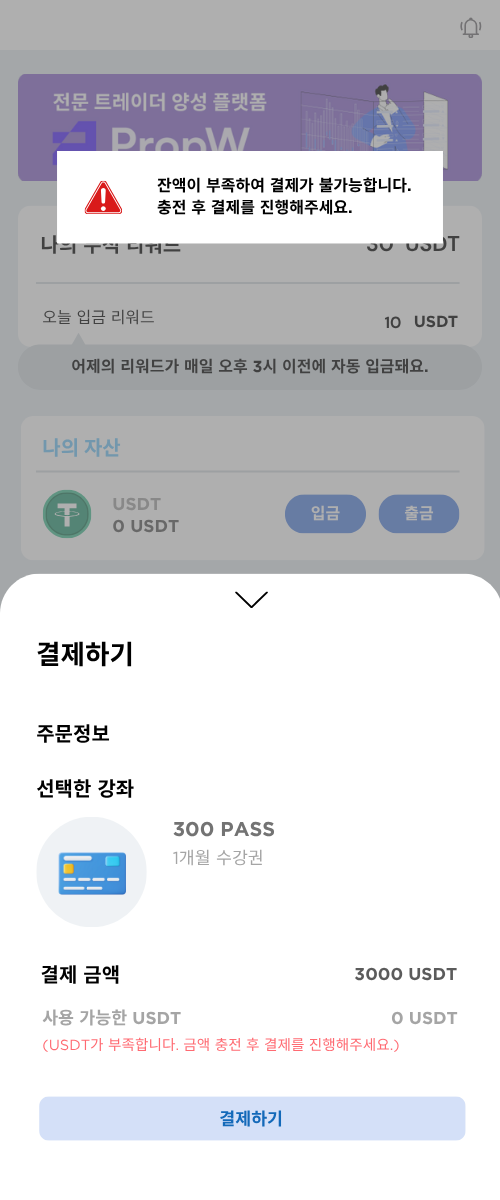 전문 트레이더 양성 플랫폼
PropW
잔액이 부족하여 결제가 불가능합니다.
충전 후 결제를 진행해주세요.
나의 누적 리워드 30 USDT
오늘 입금 리워드 10 USDT
어제의 리워드가 매일 오후 3시 이전에 자동 입금돼요.
나의 자산
USDT
0 USDT
입금 출금
결제하기
주문정보
선택한 강좌
300 PASS
1개월 수강권
결제 금액 3000 USDT
사용 가능한 USDT 0 USDT
(USDT가 부족합니다. 금액 충전 후 결제를 진행해주세요.)
결제하기